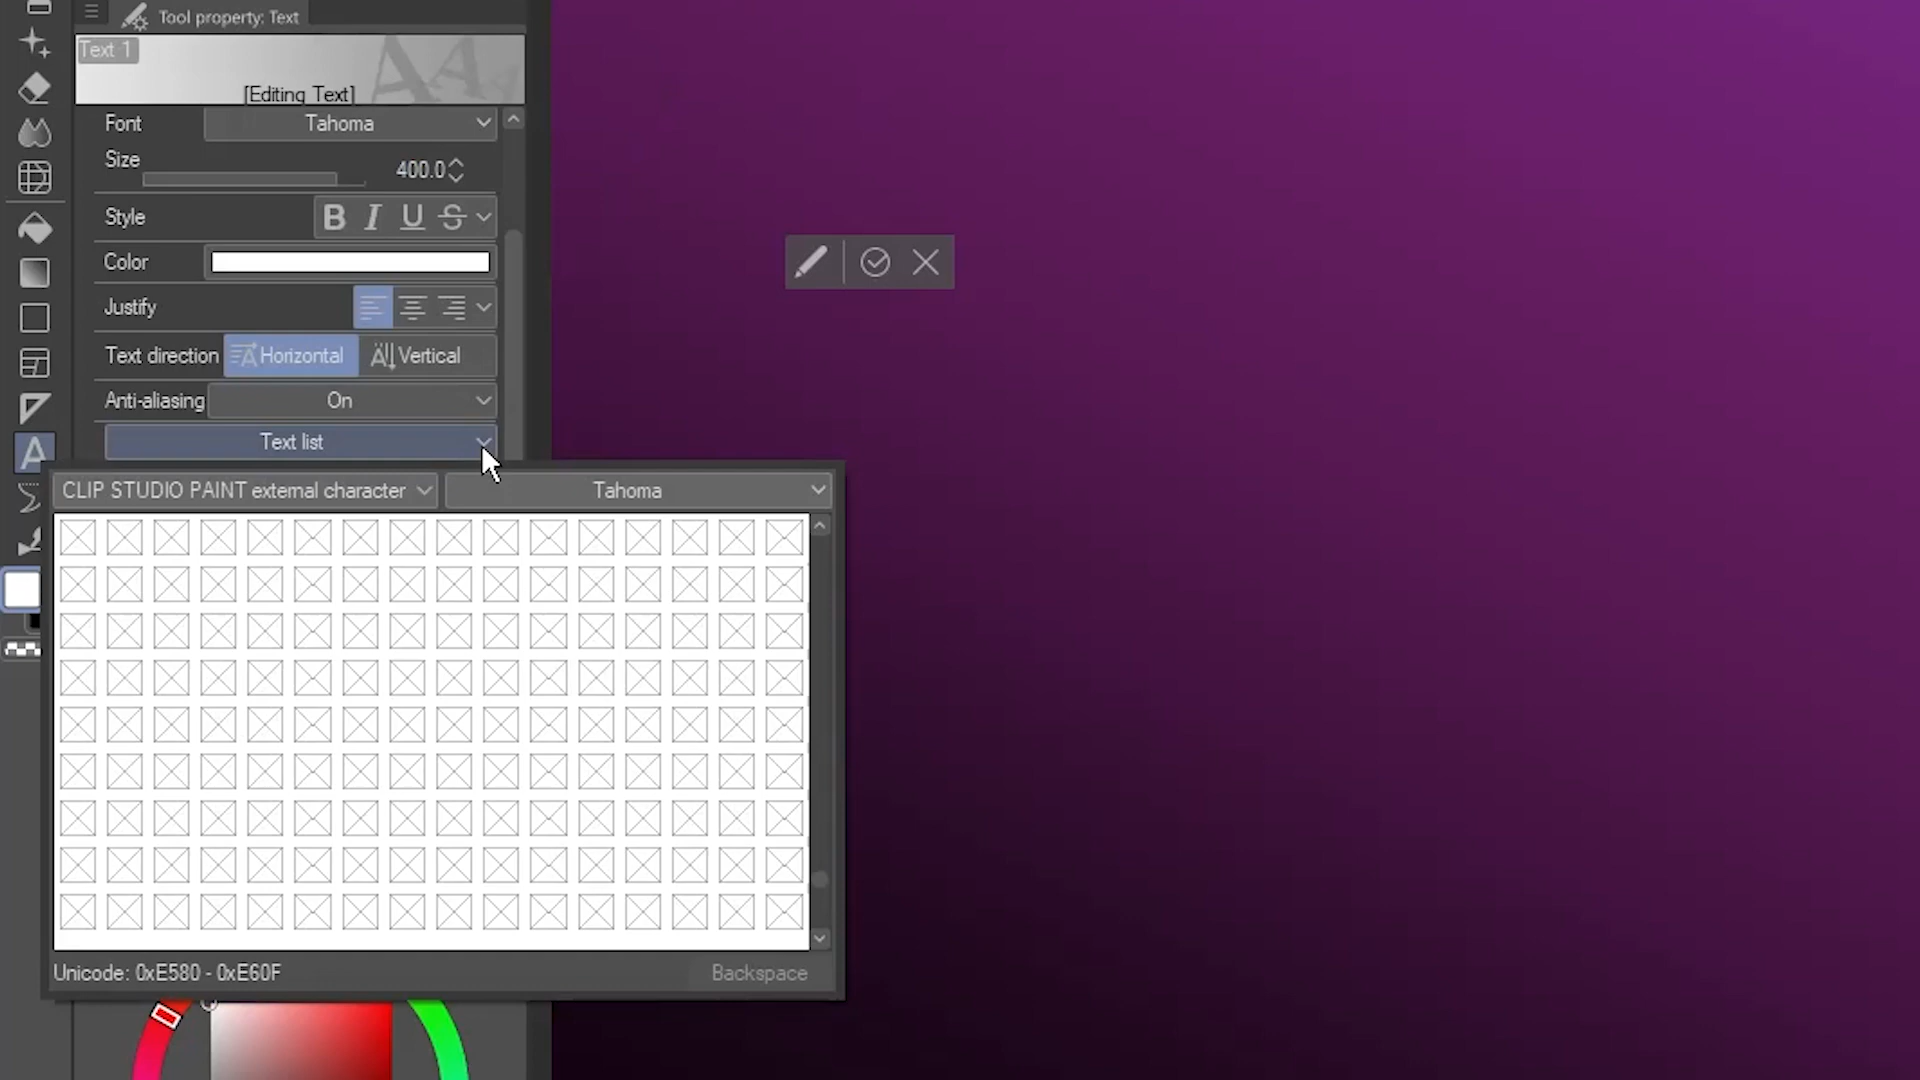 Tool property: Text
Text 1
[Editing Text]
Font Tahoma
Size 400.0
Style B I U S
Color
Justify
Text direction Horizontal Vertical
Anti-aliasing On
Text list
CLIP STUDIO PAINT external character Tahoma
Unicode: 0xE580 - 0xE60F Backspace